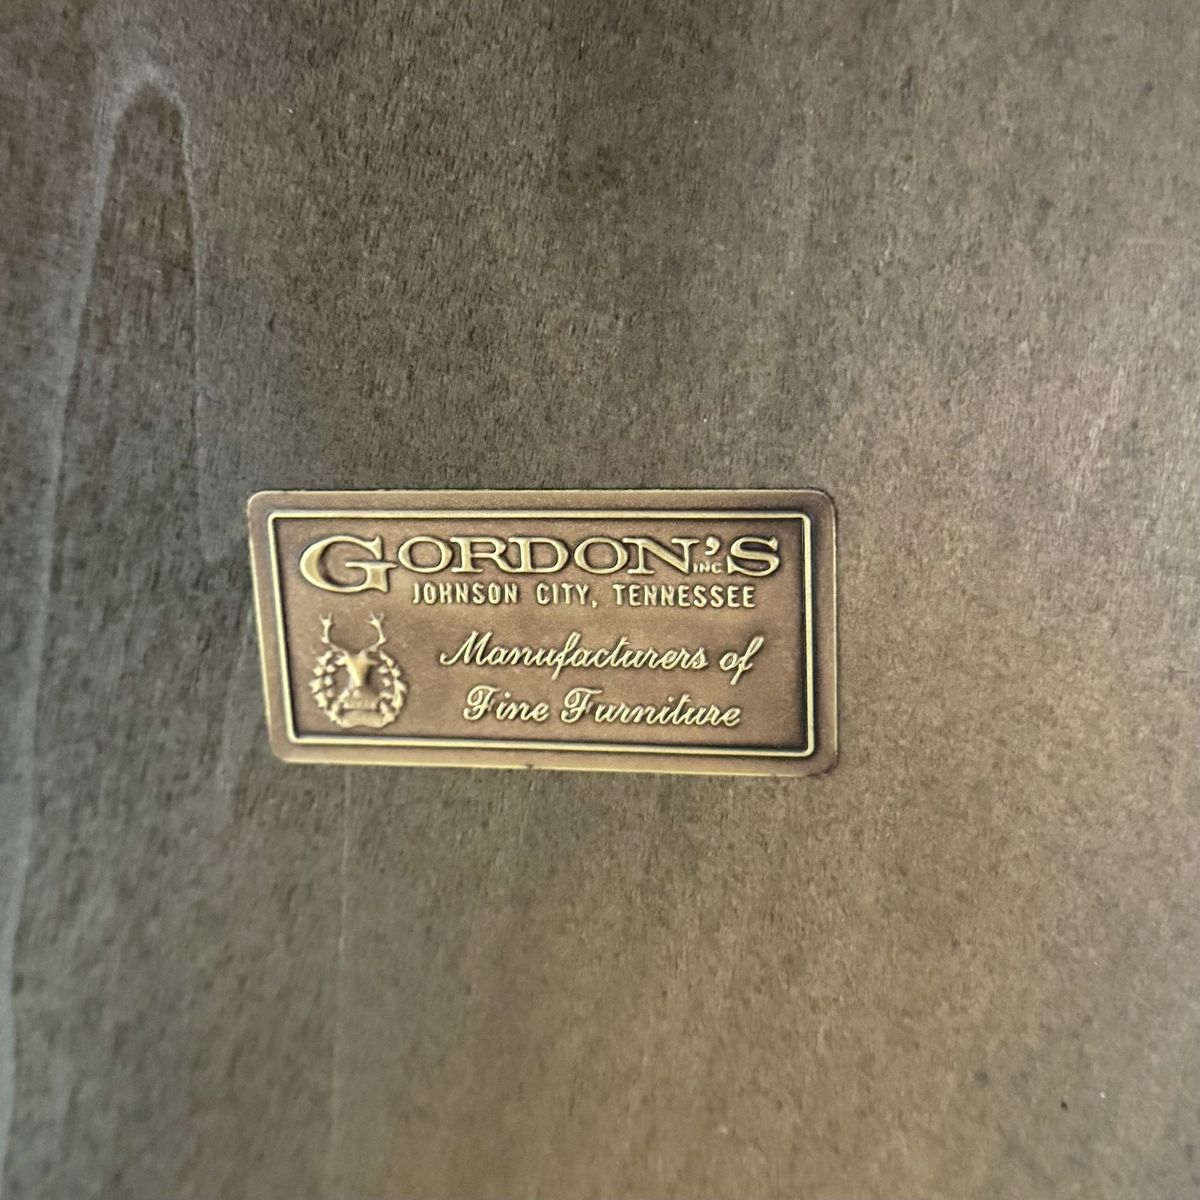 GORDON'S INC
JOHNSON CITY, TENNESSEE
Manufacturers of
Fine Furniture